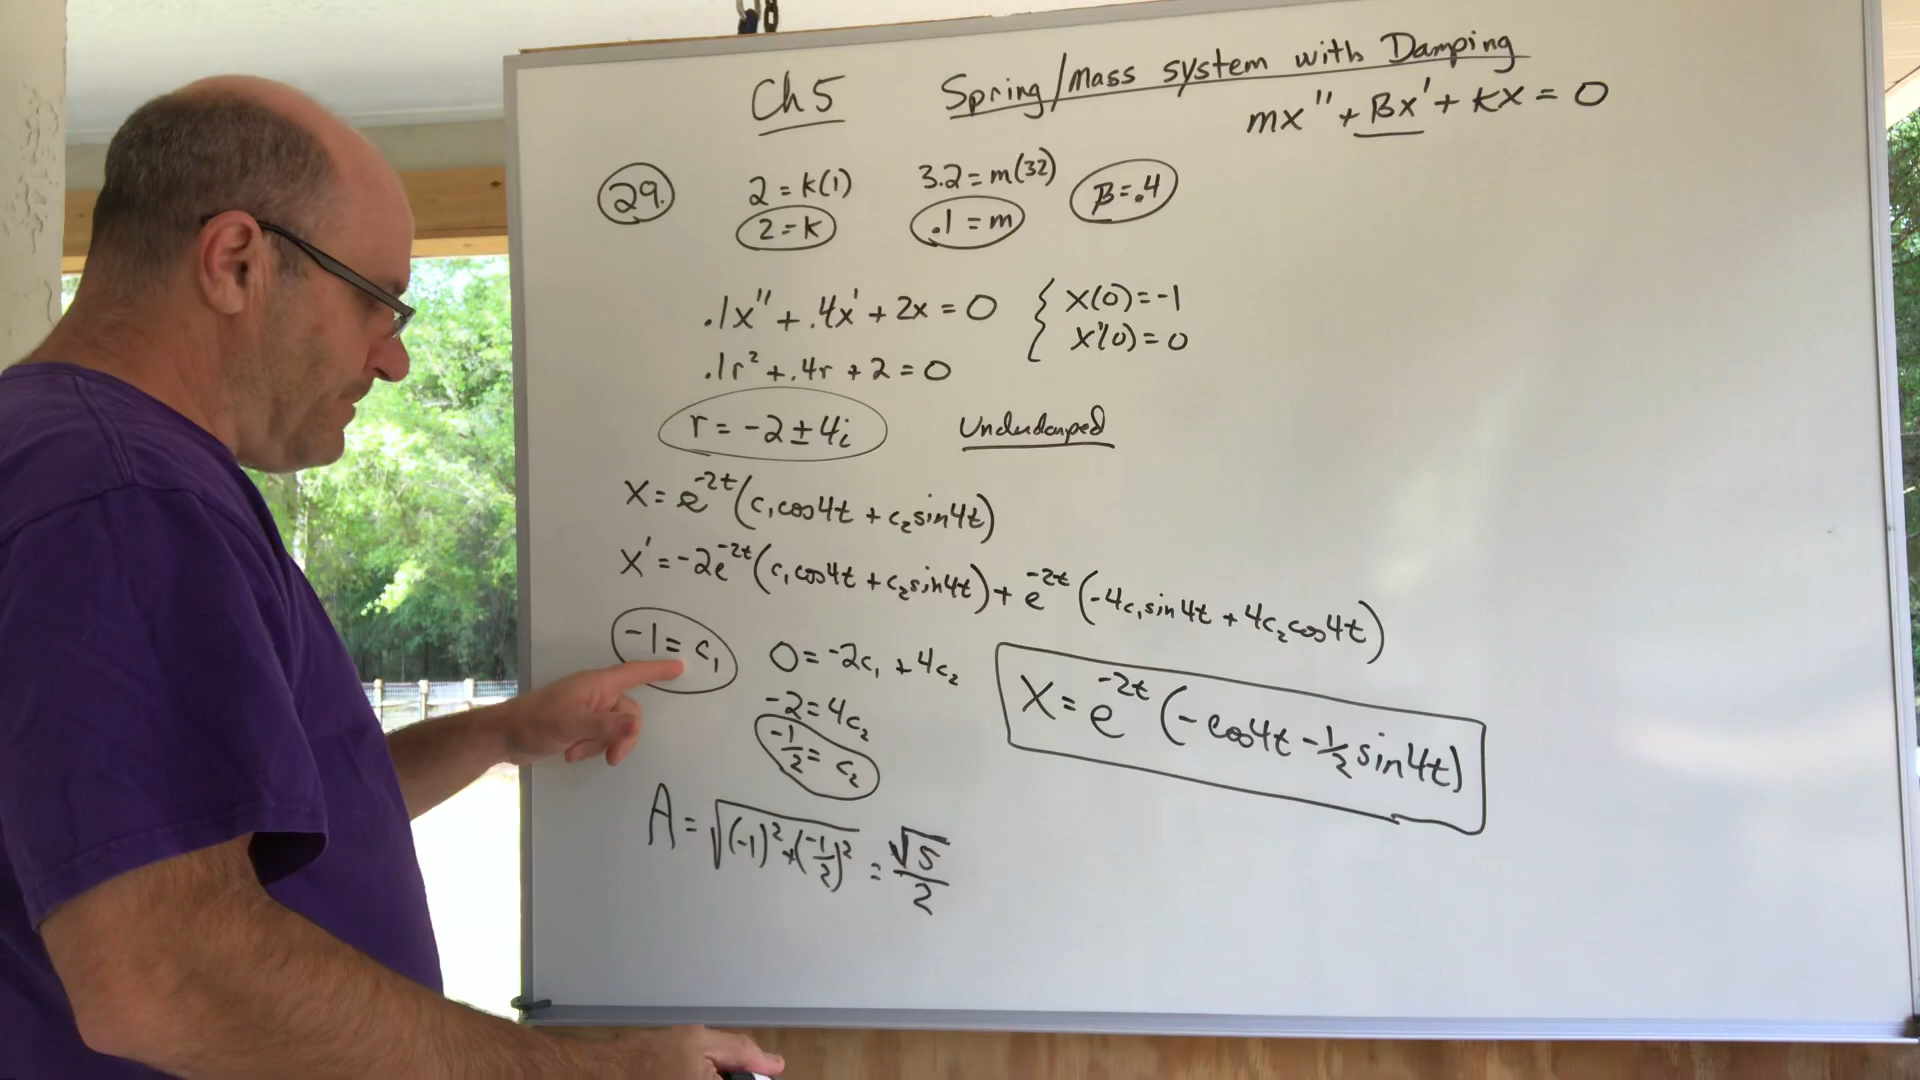 Ch 5 Spring/Mass system with Damping
mx'' + βx' + kx = 0
29. 2 = k(1) 3.2 = m(32) β = .4
2 = k .1 = m
.1x'' + .4x' + 2x = 0 { x(0) = -1
x'(0) = 0
.1r² + .4r + 2 = 0
r = -2 ± 4i Underdamped
x = e^-2t (c₁cos4t + c₂sin4t)
x' = -2e^-2t (c₁cos4t + c₂sin4t) + e^-2t (-4c₁sin4t + 4c₂cos4t)
-1 = c₁ 0 = -2c₁ + 4c₂
-2 = 4c₂
-1/2 = c₂
x = e^-2t (-cos4t - 1/2 sin4t)
A = √((-1)² + (-1/2)²) = √5/2